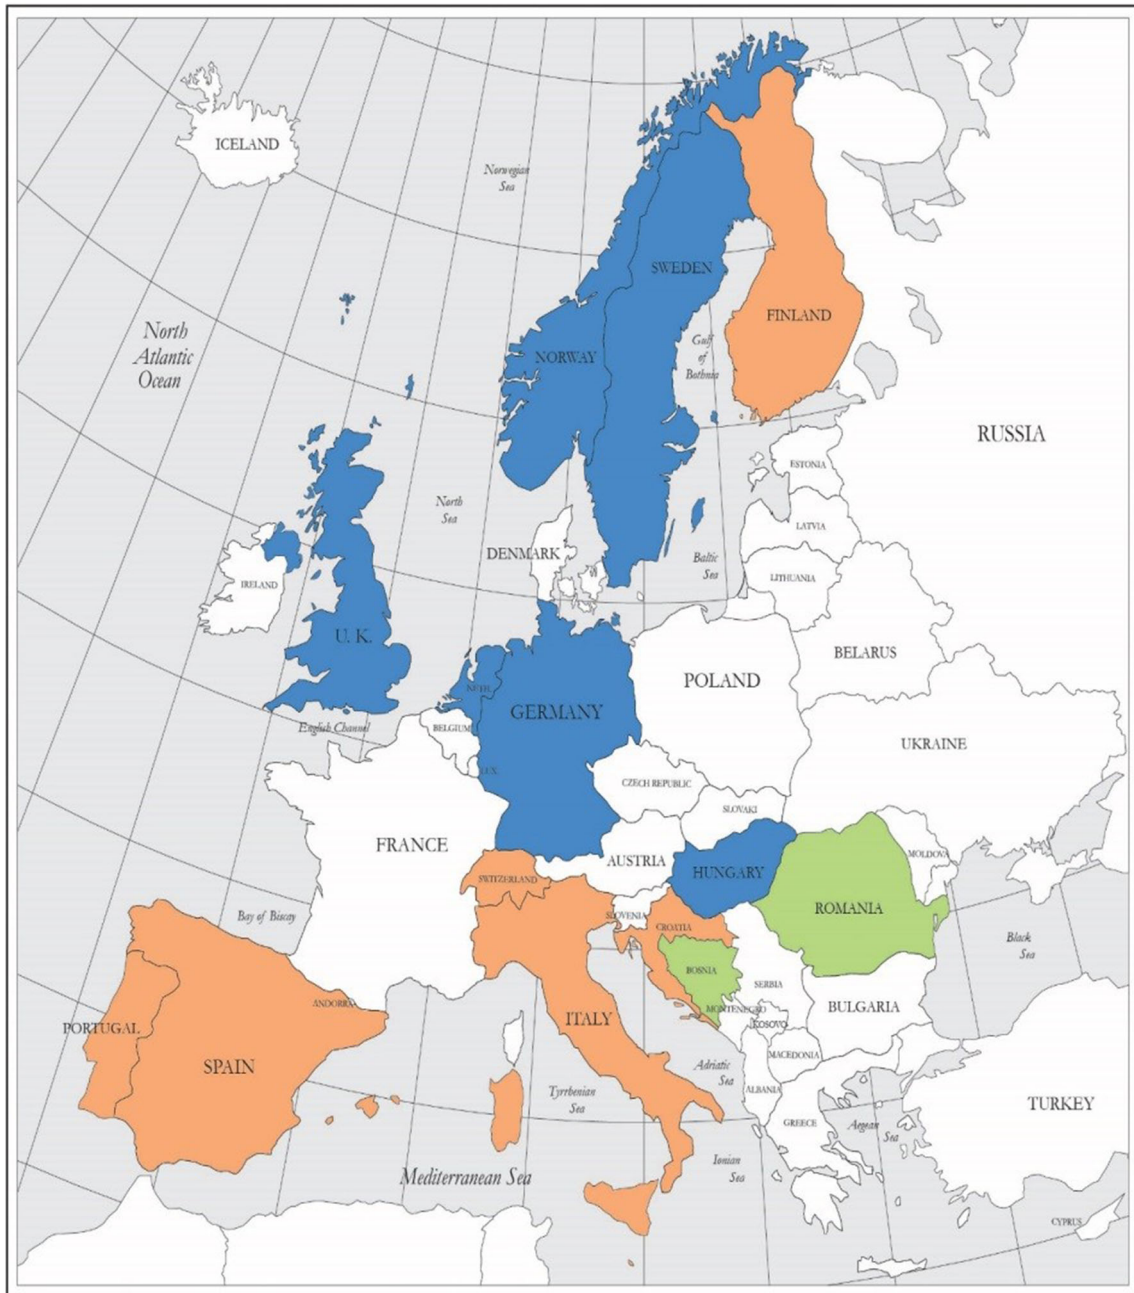 ICELAND
Norwegian
Sea
SWEDEN
FINLAND
North
Atlantic
Ocean
NORWAY
Gulf
of
Bothnia
RUSSIA
ESTONIA
North
Sea
LATVIA
DENMARK
Baltic
Sea
LITHUANIA
IRELAND
U. K.
BELARUS
POLAND
NETH.
GERMANY
English Channel
BELGIUM
UKRAINE
LUX.
CZECH REPUBLIC
SLOVAKI
FRANCE
AUSTRIA
MOLDOVA
HUNGARY
SWITZERLAND
ROMANIA
Bay of Biscay
SLOVENIA
CROATIA
Black
Sea
BOSNIA
SERBIA
ANDORRA
MONTENEGRO
BULGARIA
PORTUGAL
ITALY
KOSOVO
MACEDONIA
SPAIN
Adriatic
Sea
Tyrrhenian
Sea
ALBANIA
TURKEY
GREECE
Aegean
Sea
Mediterranean Sea
Ionian
Sea
CYPRUS